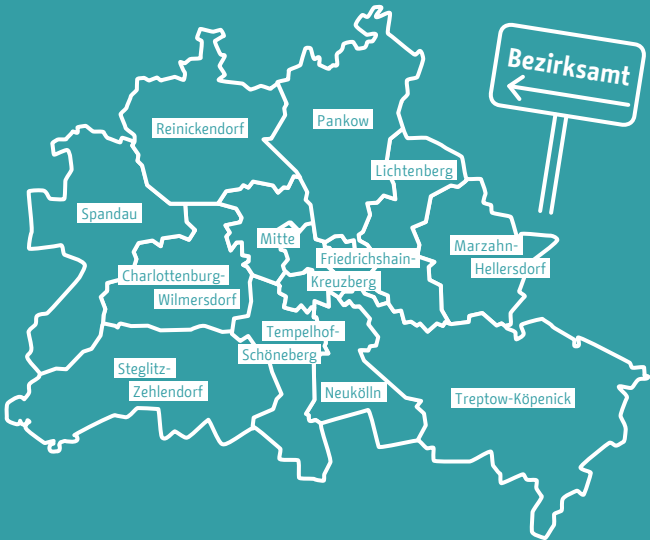 Bezirksamt
Reinickendorf
Pankow
Lichtenberg
Spandau
Mitte
Marzahn-
Hellersdorf
Friedrichshain-
Kreuzberg
Charlottenburg-
Wilmersdorf
Tempelhof-
Schöneberg
Steglitz-
Zehlendorf
Neukölln
Treptow-Köpenick